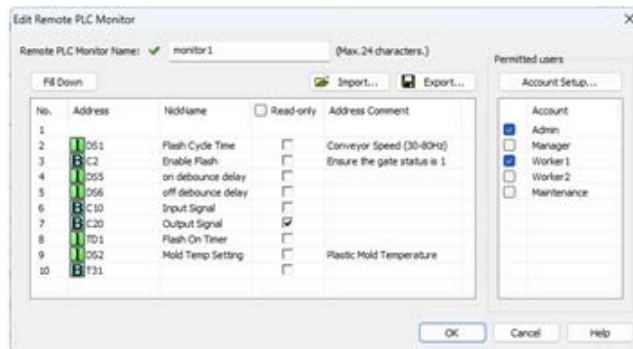 Edit Remote PLC Monitor
Remote PLC Monitor Name: monitor1 (Max. 24 characters.)
Fill Down Import... Export...
No. Address NickName Read-only Address Comment
1
2 I DS1 Flash Cycle Time Conveyor Speed (30-80Hz)
3 B C2 Enable Flash Ensure the gate status is 1
4 I DS5 on debounce delay
5 I DS6 off debounce delay
6 B C10 Input Signal
7 B C20 Output Signal
8 I TD1 Flash On Timer
9 I DS2 Mold Temp Setting Plastic Mold Temperature
10 B T31
Permitted users
Account Setup...
Account
Admin
Manager
Worker1
Worker2
Maintenance
OK Cancel Help